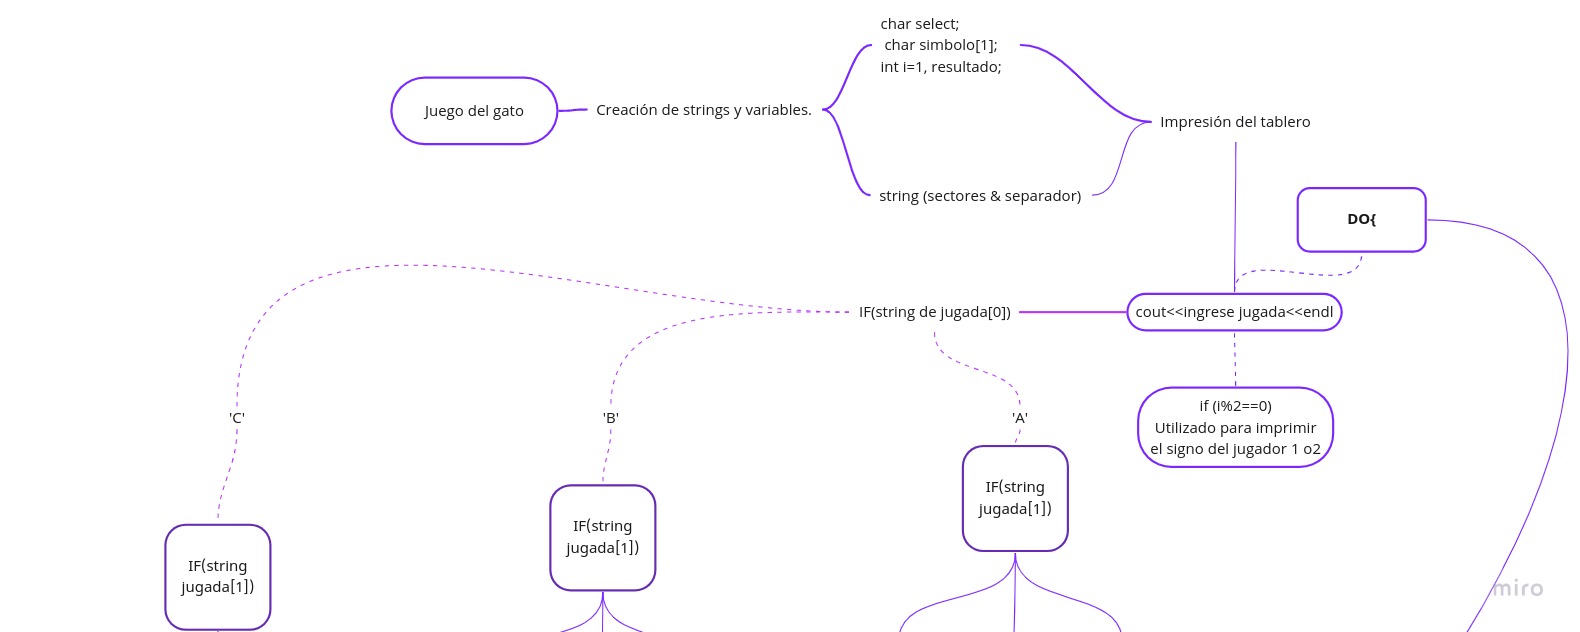 char select;
char simbolo[1];
int i=1, resultado;
Juego del gato
Creación de strings y variables.
Impresión del tablero
string (sectores & separador)
DO{
IF(string de jugada[0])
cout<<ingrese jugada<<endl
'C'
'B'
'A'
if (i%2==0)
Utilizado para imprimir
el signo del jugador 1 o2
IF(string
jugada[1])
IF(string
jugada[1])
IF(string
jugada[1])
miro